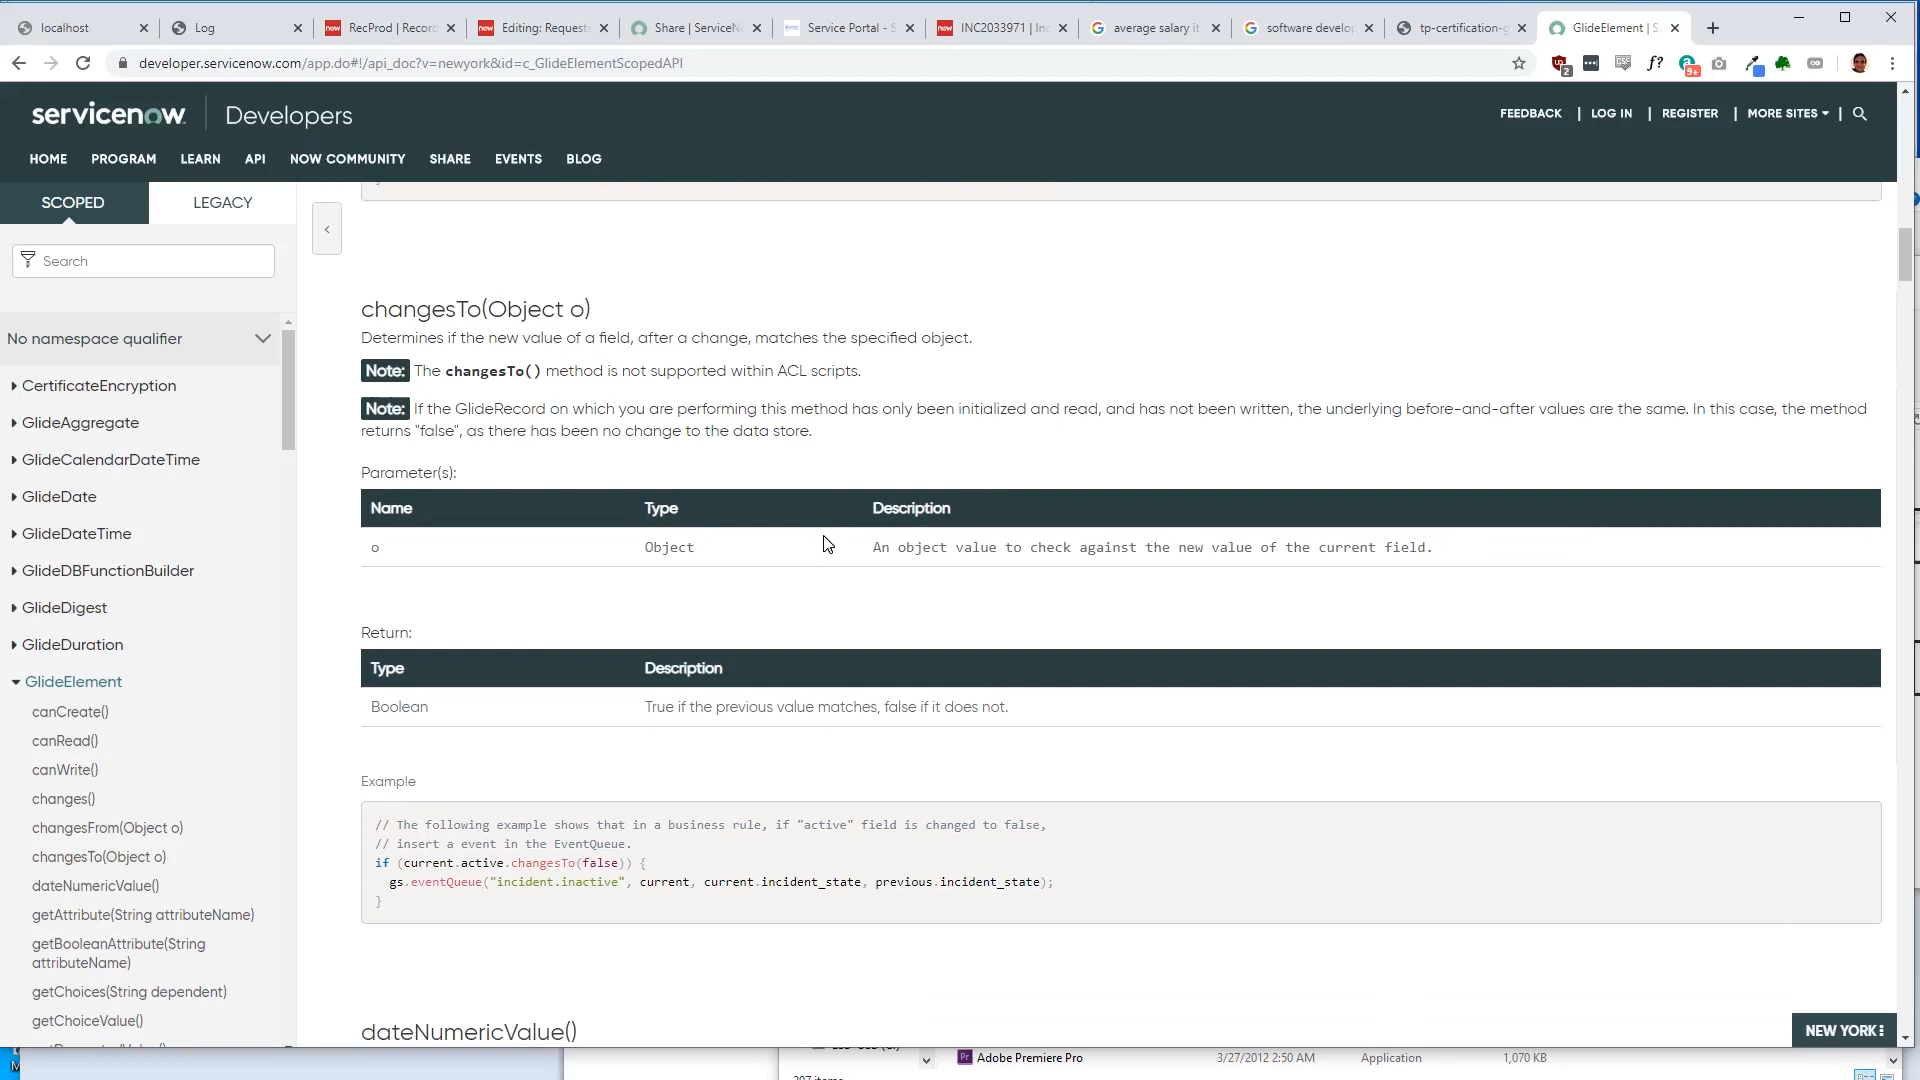 localhost
Log
now RecProd | Record
now Editing: Requests
Share | ServiceN
Service Portal - S
now INC2033971 | In
average salary it
software develop
tp-certification-g
GlideElement | S
developer.servicenow.com/app.do#!/api_doc?v=newyork&id=c_GlideElementScopedAPI
2
CSF
f?
9+
servicenow
Developers
FEEDBACK | LOG IN | REGISTER | MORE SITES |
HOME PROGRAM LEARN API NOW COMMUNITY SHARE EVENTS BLOG
SCOPED
LEGACY
Search
No namespace qualifier
CertificateEncryption
GlideAggregate
GlideCalendarDateTime
GlideDate
GlideDateTime
GlideDBFunctionBuilder
GlideDigest
GlideDuration
GlideElement
canCreate()
canRead()
canWrite()
changes()
changesFrom(Object o)
changesTo(Object o)
dateNumericValue()
getAttribute(String attributeName)
getBooleanAttribute(String
attributeName)
getChoices(String dependent)
getChoiceValue()
changesTo(Object o)
Determines if the new value of a field, after a change, matches the specified object.
Note: The changesTo() method is not supported within ACL scripts.
Note: If the GlideRecord on which you are performing this method has only been initialized and read, and has not been written, the underlying before-and-after values are the same. In this case, the method
returns "false", as there has been no change to the data store.
Parameter(s):
Name Type Description
o Object An object value to check against the new value of the current field.
Return:
Type Description
Boolean True if the previous value matches, false if it does not.
Example
// The following example shows that in a business rule, if "active" field is changed to false,
// insert a event in the EventQueue.
if (current.active.changesTo(false)) {
gs.eventQueue("incident.inactive", current, current.incident_state, previous.incident_state);
}
dateNumericValue()
NEW YORK
Pr Adobe Premiere Pro 3/27/2012 2:50 AM Application 1,070 KB